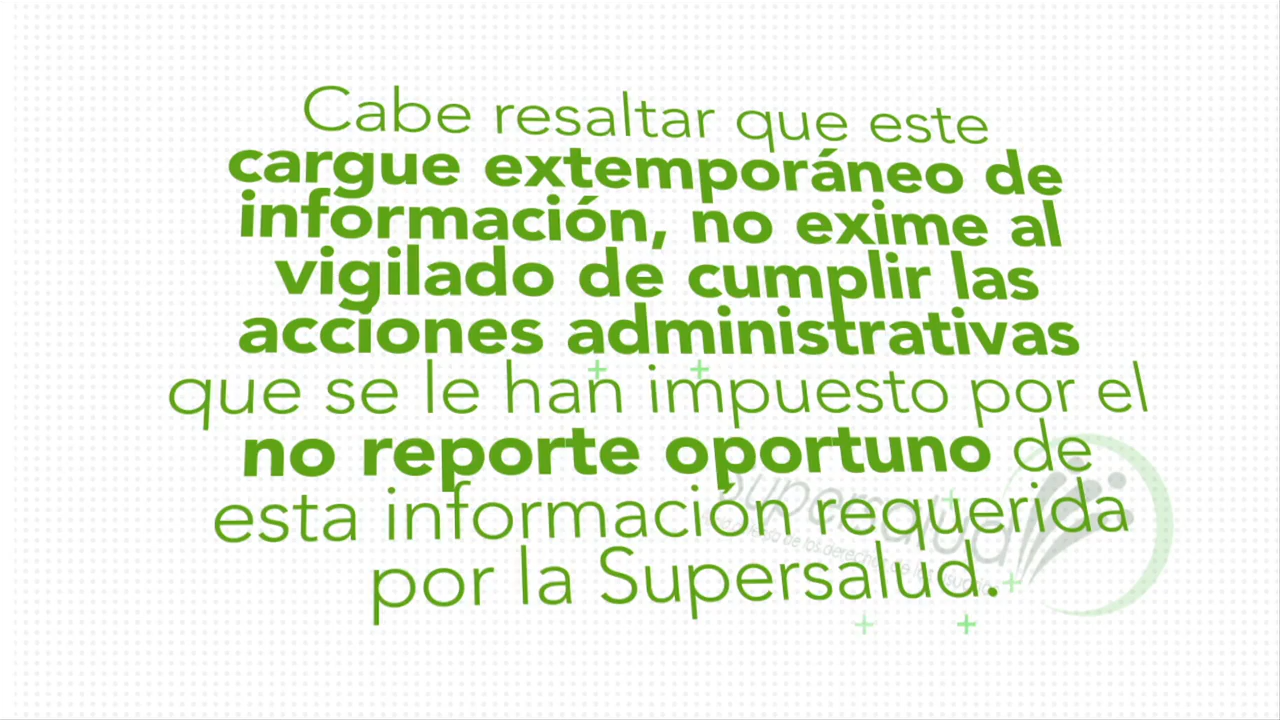 Cabe resaltar que este
cargue extemporáneo de
información, no exime al
vigilado de cumplir las
acciones administrativas
que se le han impuesto por el
no reporte oportuno de
esta información requerida
por la Supersalud.
Supersalud